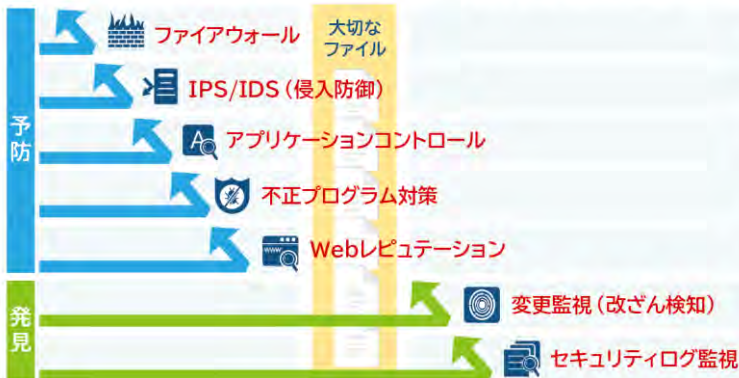 ファイアウォール
大切な
ファイル
IPS/IDS（侵入防御）
予防
アプリケーションコントロール
A
不正プログラム対策
WWW
Webレピュテーション
発見
変更監視（改ざん検知）
セキュリティログ監視